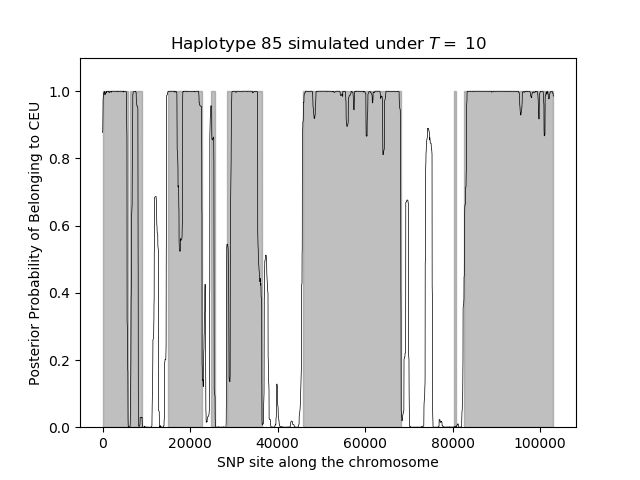 Haplotype 85 simulated under T = 10
Posterior Probability of Belonging to CEU
1.0
0.8
0.6
0.4
0.2
0.0
0 20000 40000 60000 80000 100000
SNP site along the chromosome